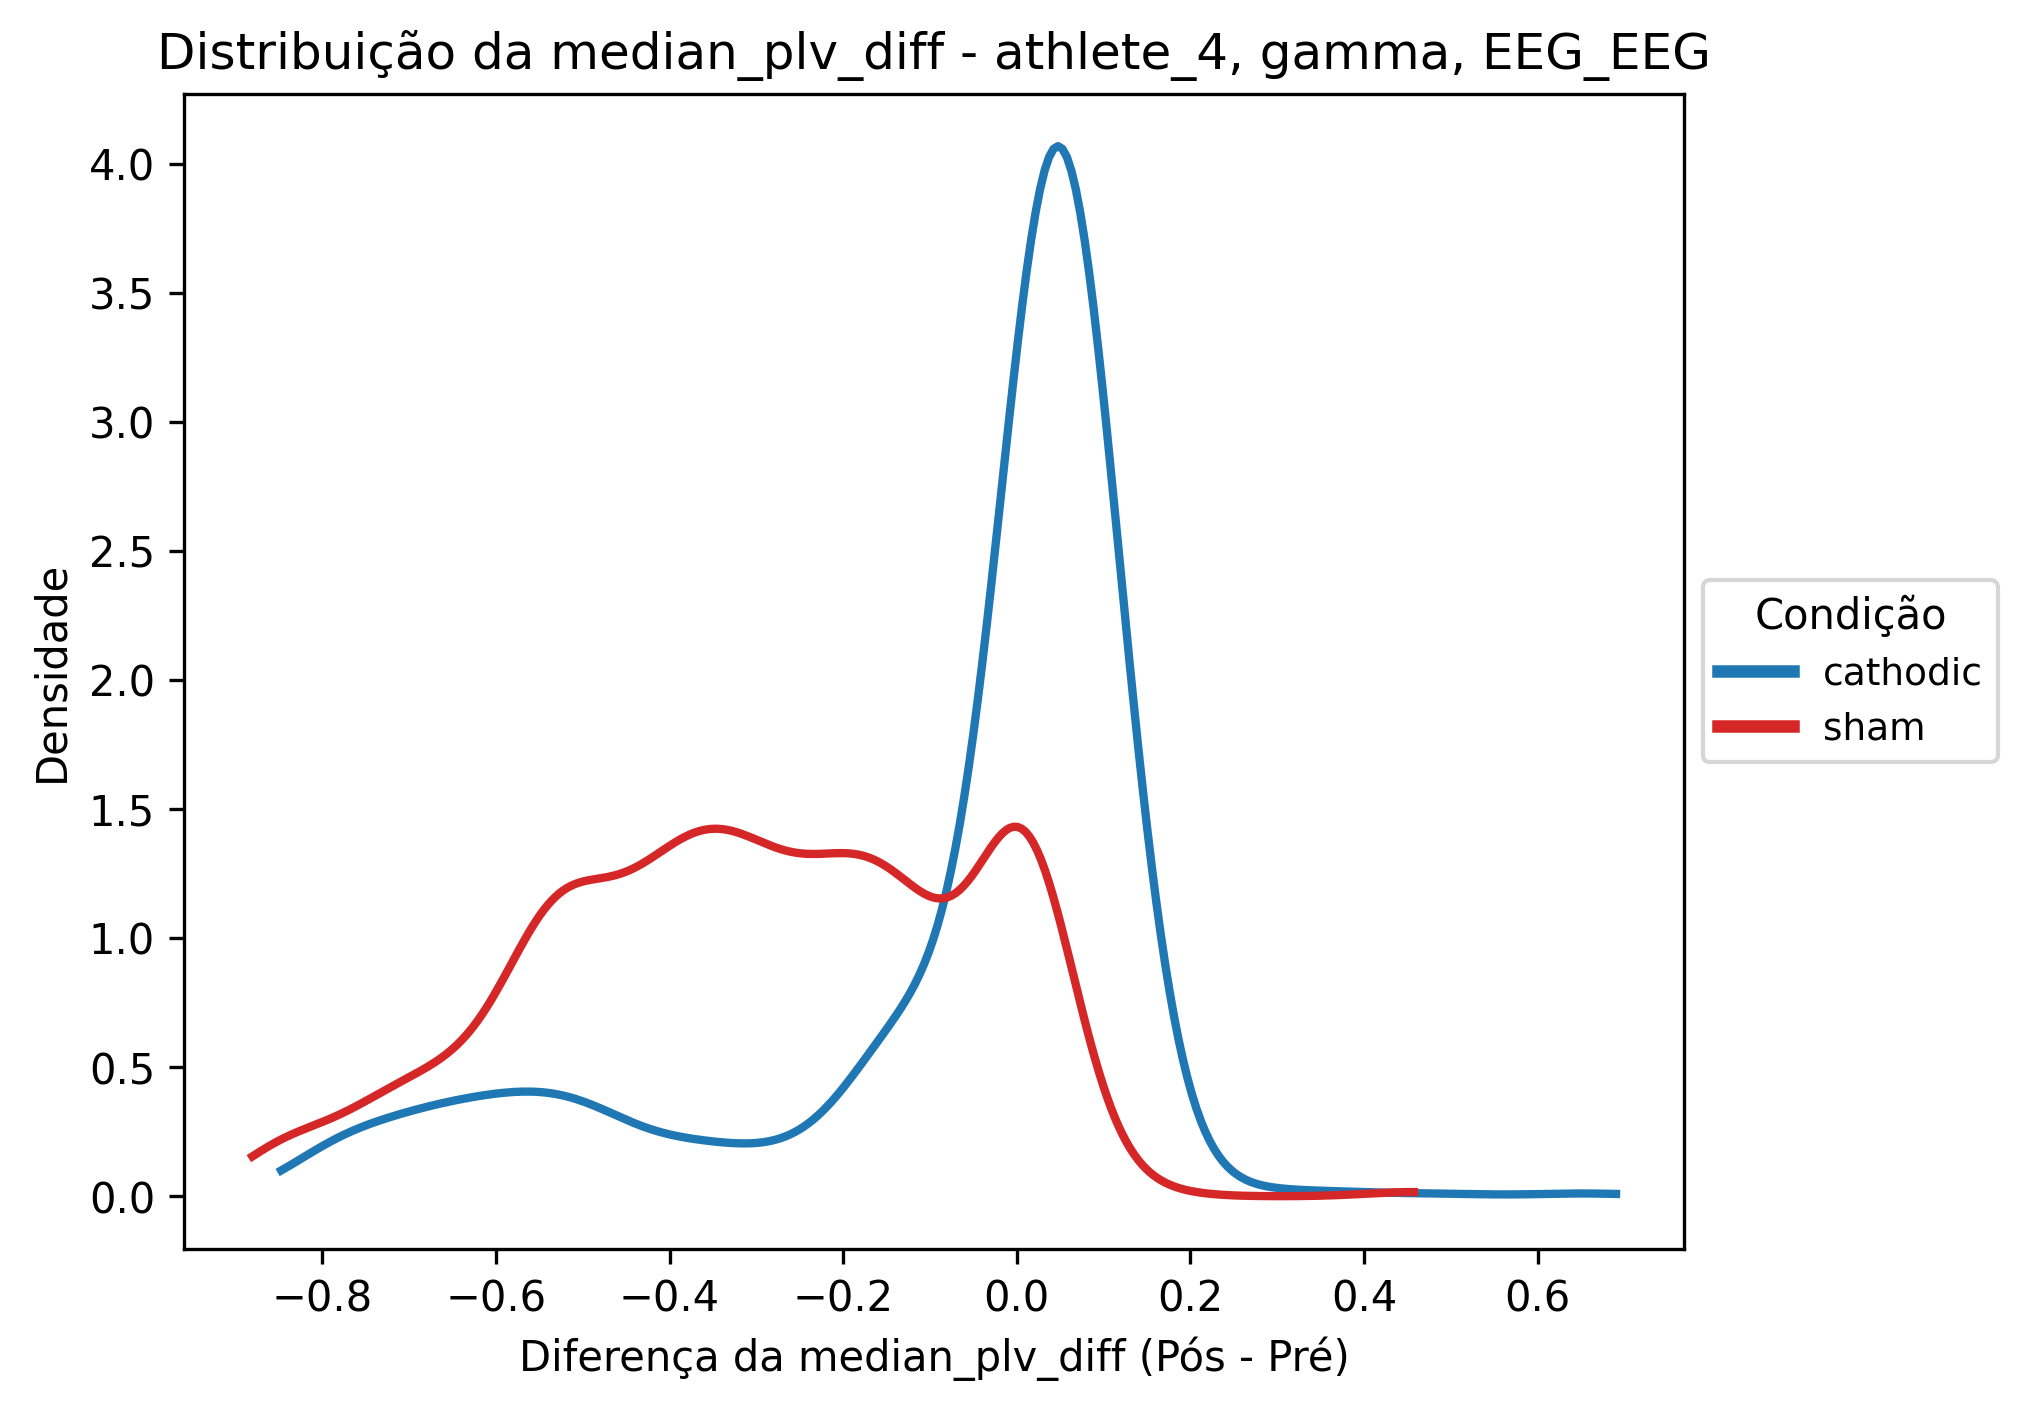 Distribuição da median_plv_diff - athlete_4, gamma, EEG_EEG
Densidade
4.0
3.5
3.0
2.5
2.0
1.5
1.0
0.5
0.0
−0.8 −0.6 −0.4 −0.2 0.0 0.2 0.4 0.6
Diferença da median_plv_diff (Pós - Pré)
Condição
cathodic
sham